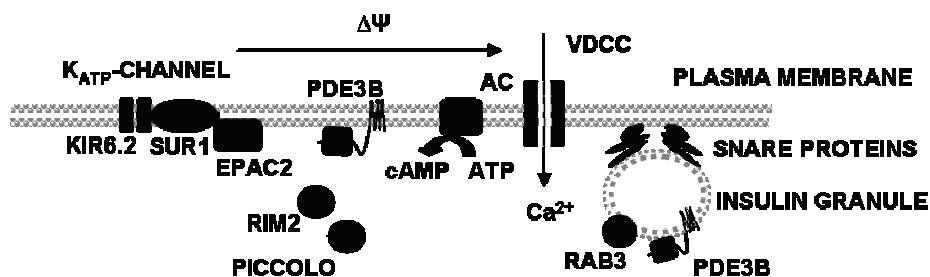 ΔΨ
VDCC
K_ATP-CHANNEL
PDE3B
AC
PLASMA MEMBRANE
KIR6.2
SUR1
EPAC2
cAMP
ATP
SNARE PROTEINS
Ca²⁺
INSULIN GRANULE
RIM2
PICCOLO
RAB3
PDE3B